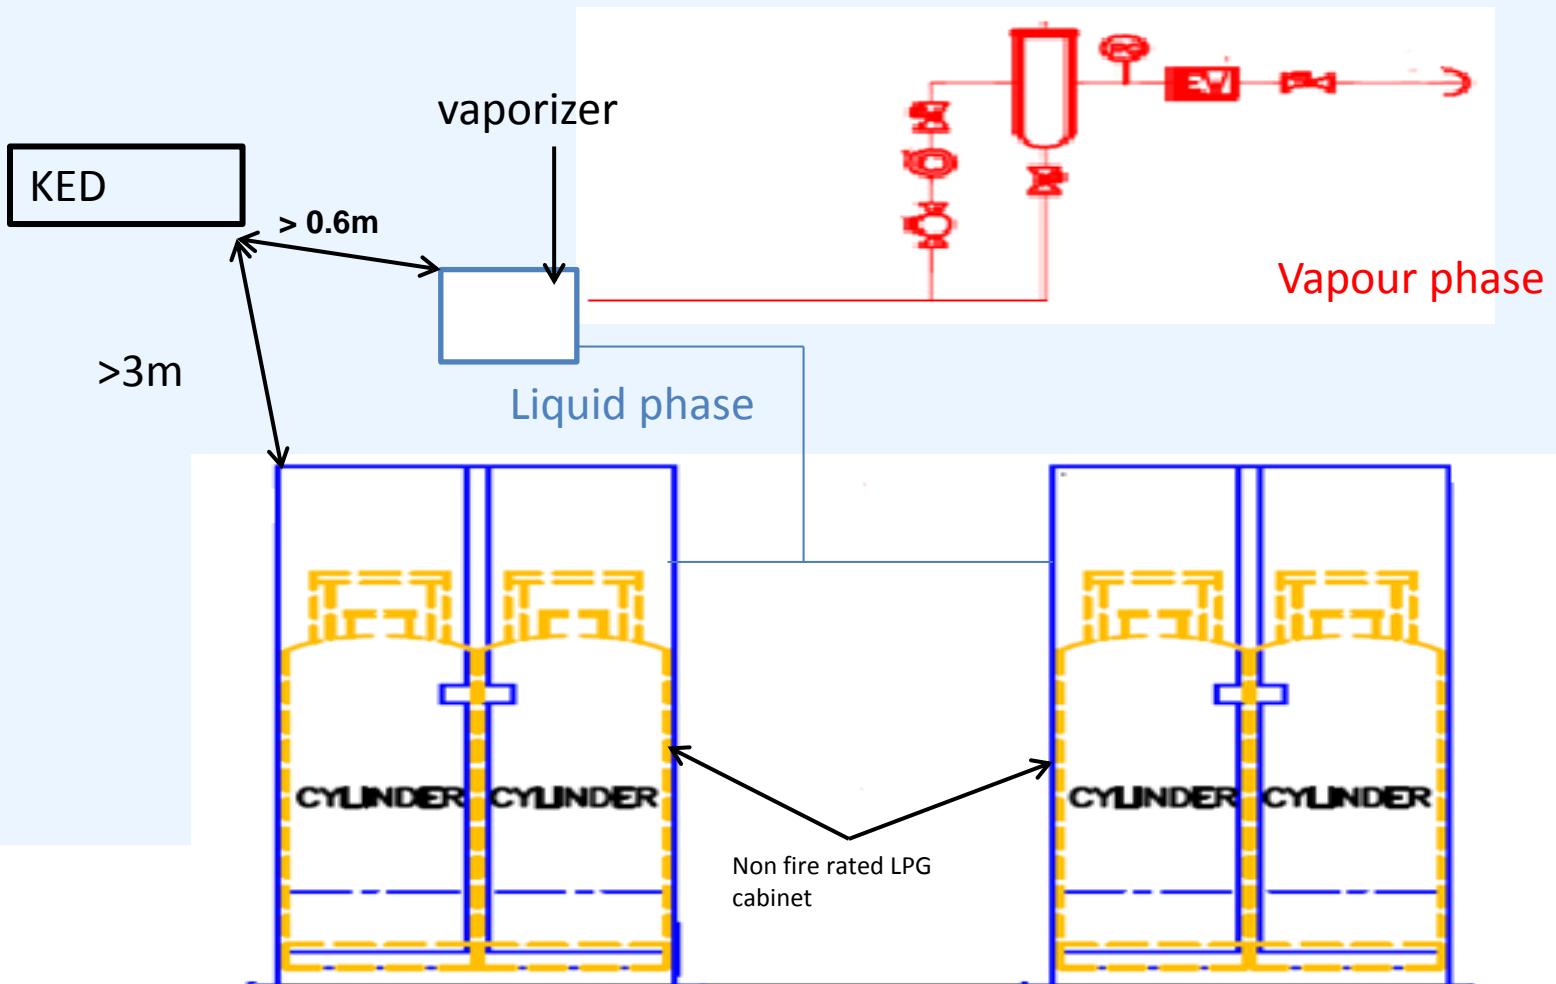 vaporizer
KED
> 0.6m
EV
Vapour phase
>3m
Liquid phase
CYLINDER CYLINDER
CYLINDER CYLINDER
Non fire rated LPG
cabinet